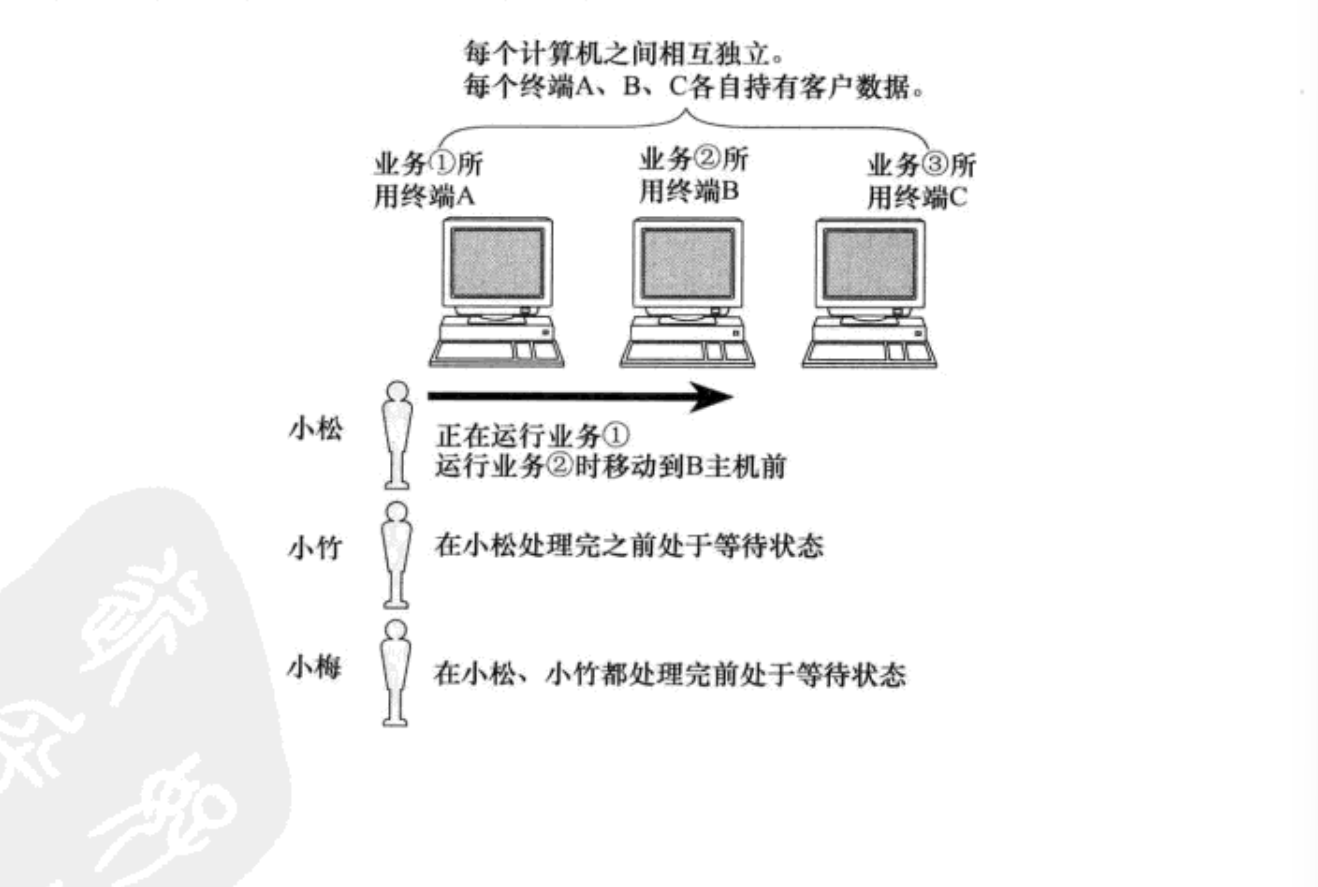 每个计算机之间相互独立。
每个终端A、B、C各自持有客户数据。
业务①所
用终端A
业务②所
用终端B
业务③所
用终端C
小松
正在运行业务①
运行业务②时移动到B主机前
小竹
在小松处理完之前处于等待状态
小梅
在小松、小竹都处理完前处于等待状态